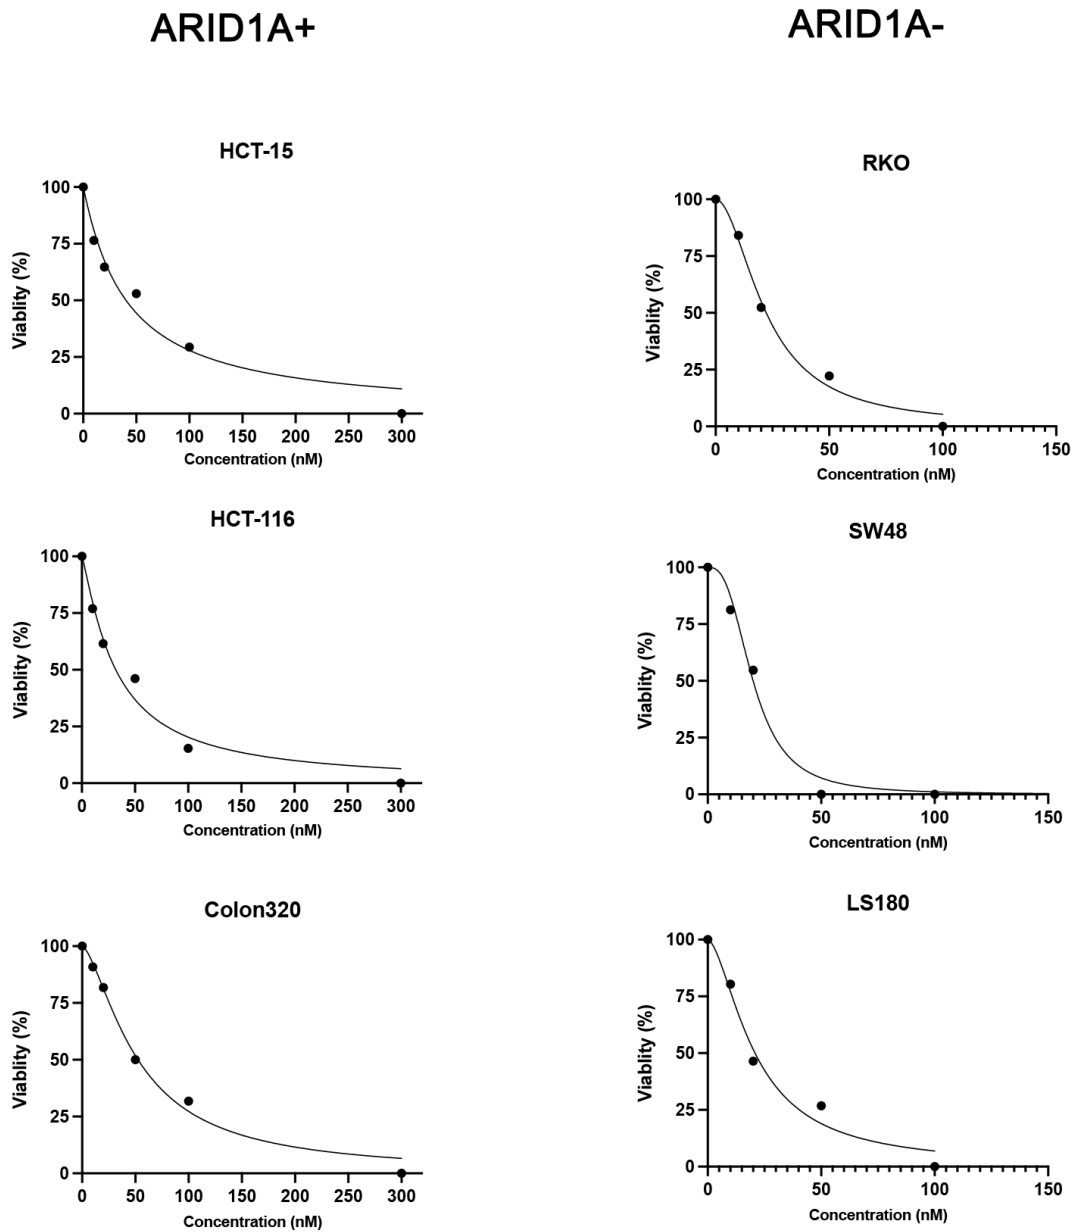 ARID1A+
ARID1A-
HCT-15
100
75
50
25
0
Viablity (%)
0 50 100 150 200 250 300
Concentration (nM)
RKO
100
75
50
25
0
Viablity (%)
0 50 100 150
Concentration (nM)
HCT-116
100
75
50
25
0
Viablity (%)
0 50 100 150 200 250 300
Concentration (nM)
SW48
100
75
50
25
0
Viablity (%)
0 50 100 150
Concentration (nM)
Colon320
100
75
50
25
0
Viablity (%)
0 50 100 150 200 250 300
Concentration (nM)
LS180
100
75
50
25
0
Viablity (%)
0 50 100 150
Concentration (nM)